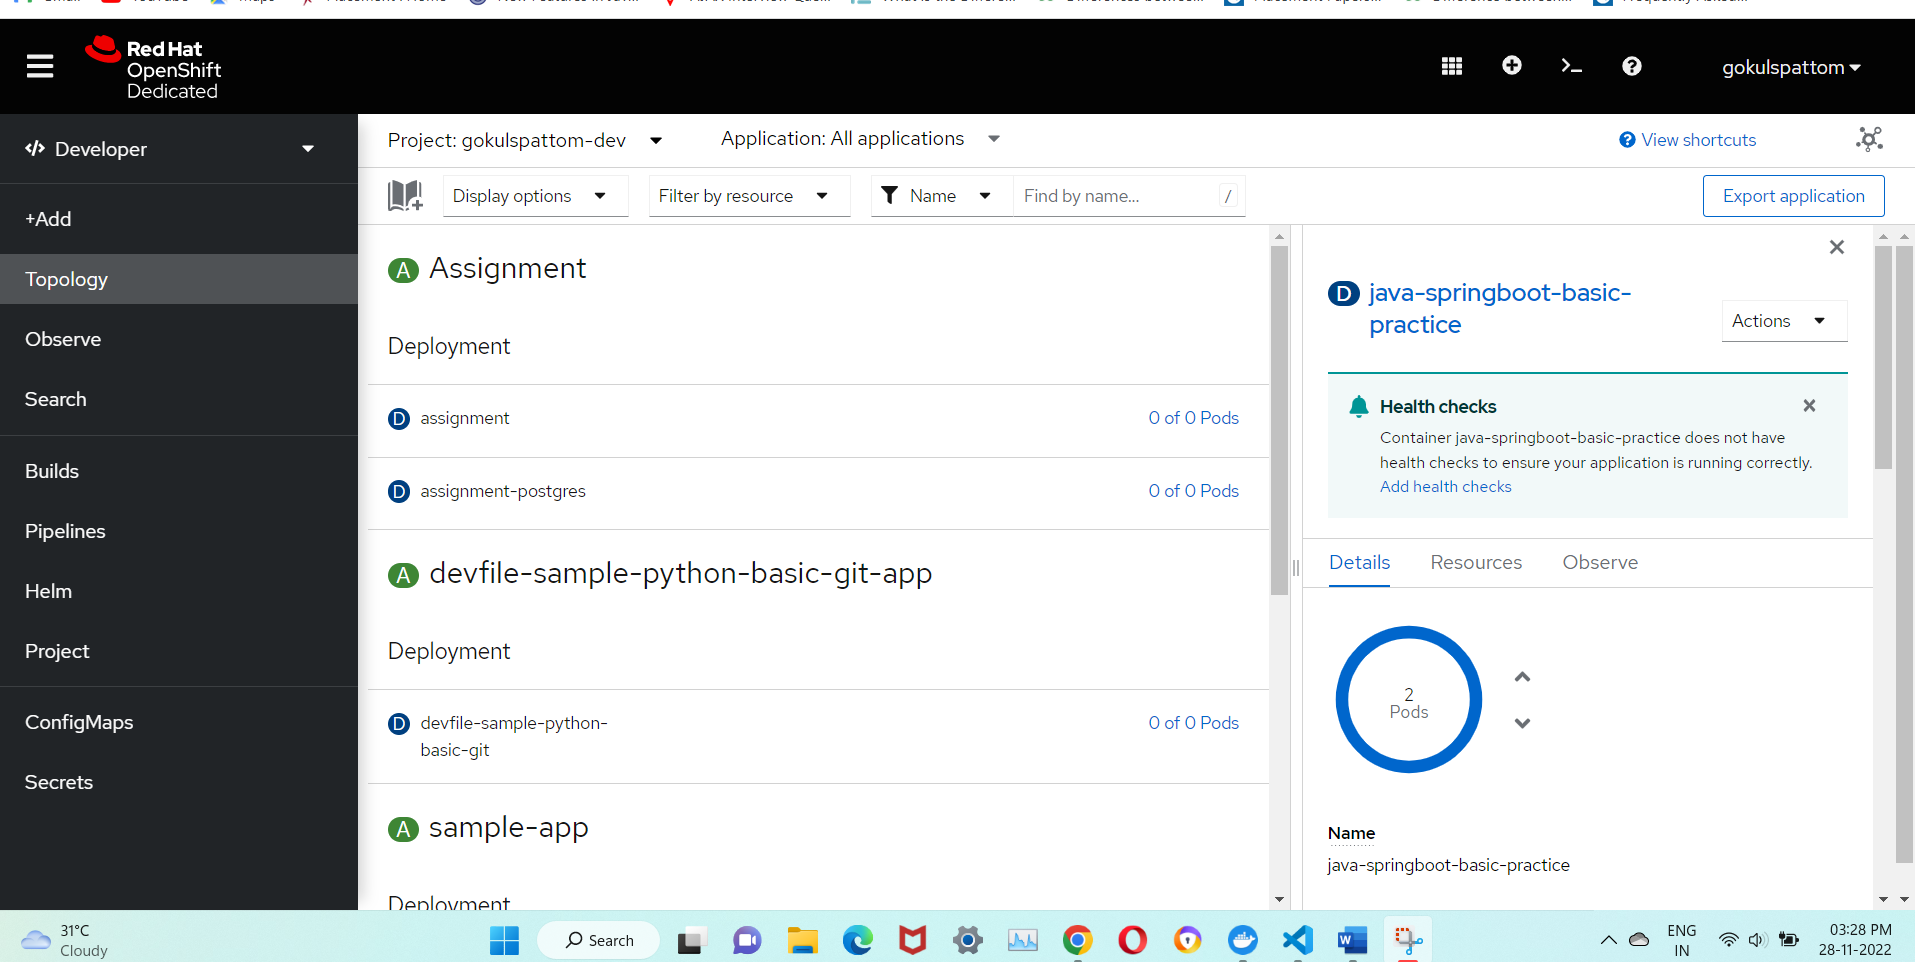 Red Hat
OpenShift
Dedicated
gokulspattom
Developer
Project: gokulspattom-dev
Application: All applications
View shortcuts
Display options
Filter by resource
Name
Find by name...
/
Export application
+Add
Topology
Observe
Search
Builds
Pipelines
Helm
Project
ConfigMaps
Secrets
A Assignment
Deployment
D assignment 0 of 0 Pods
D assignment-postgres 0 of 0 Pods
A devfile-sample-python-basic-git-app
Deployment
D devfile-sample-python- 0 of 0 Pods
basic-git
A sample-app
Deployment
D java-springboot-basic-
practice
Actions
Health checks
Container java-springboot-basic-practice does not have
health checks to ensure your application is running correctly.
Add health checks
Details Resources Observe
2
Pods
Name
java-springboot-basic-practice
31°C
Cloudy
Search
ENG
IN
03:28 PM
28-11-2022